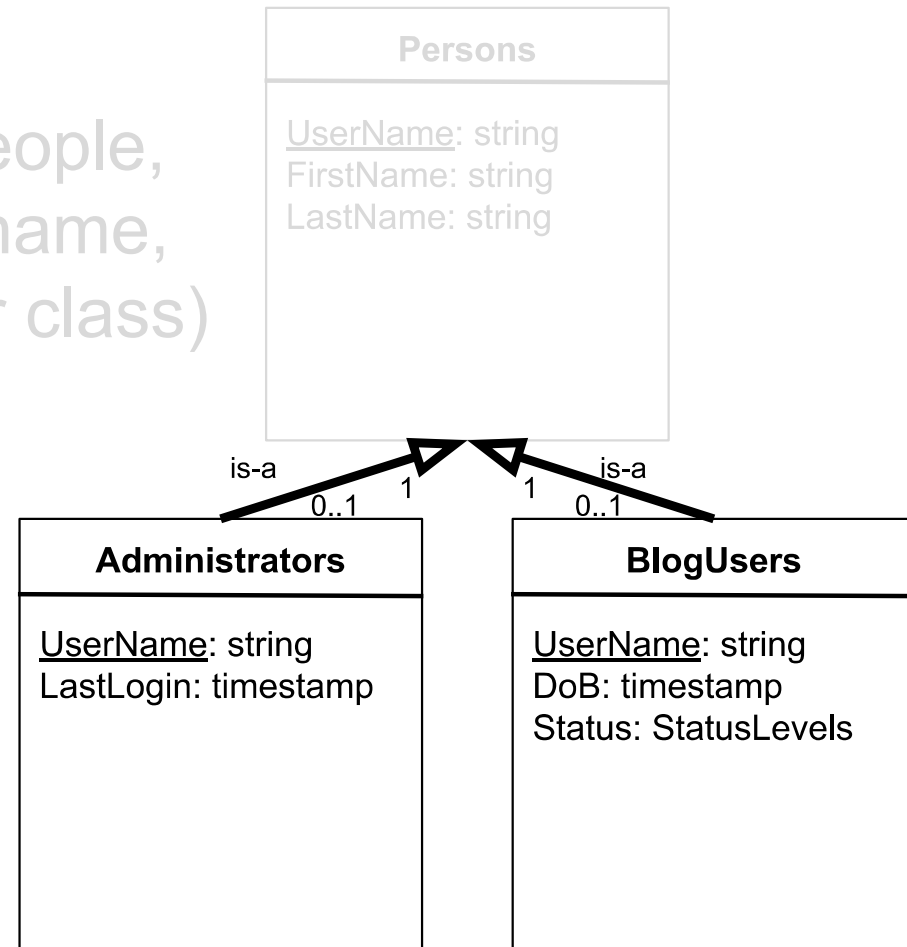 Persons
UserName: string
FirstName: string
LastName: string
eople,
name,
r class)
is-a
0..1
1
is-a
0..1
1
Administrators
UserName: string
LastLogin: timestamp
BlogUsers
UserName: string
DoB: timestamp
Status: StatusLevels